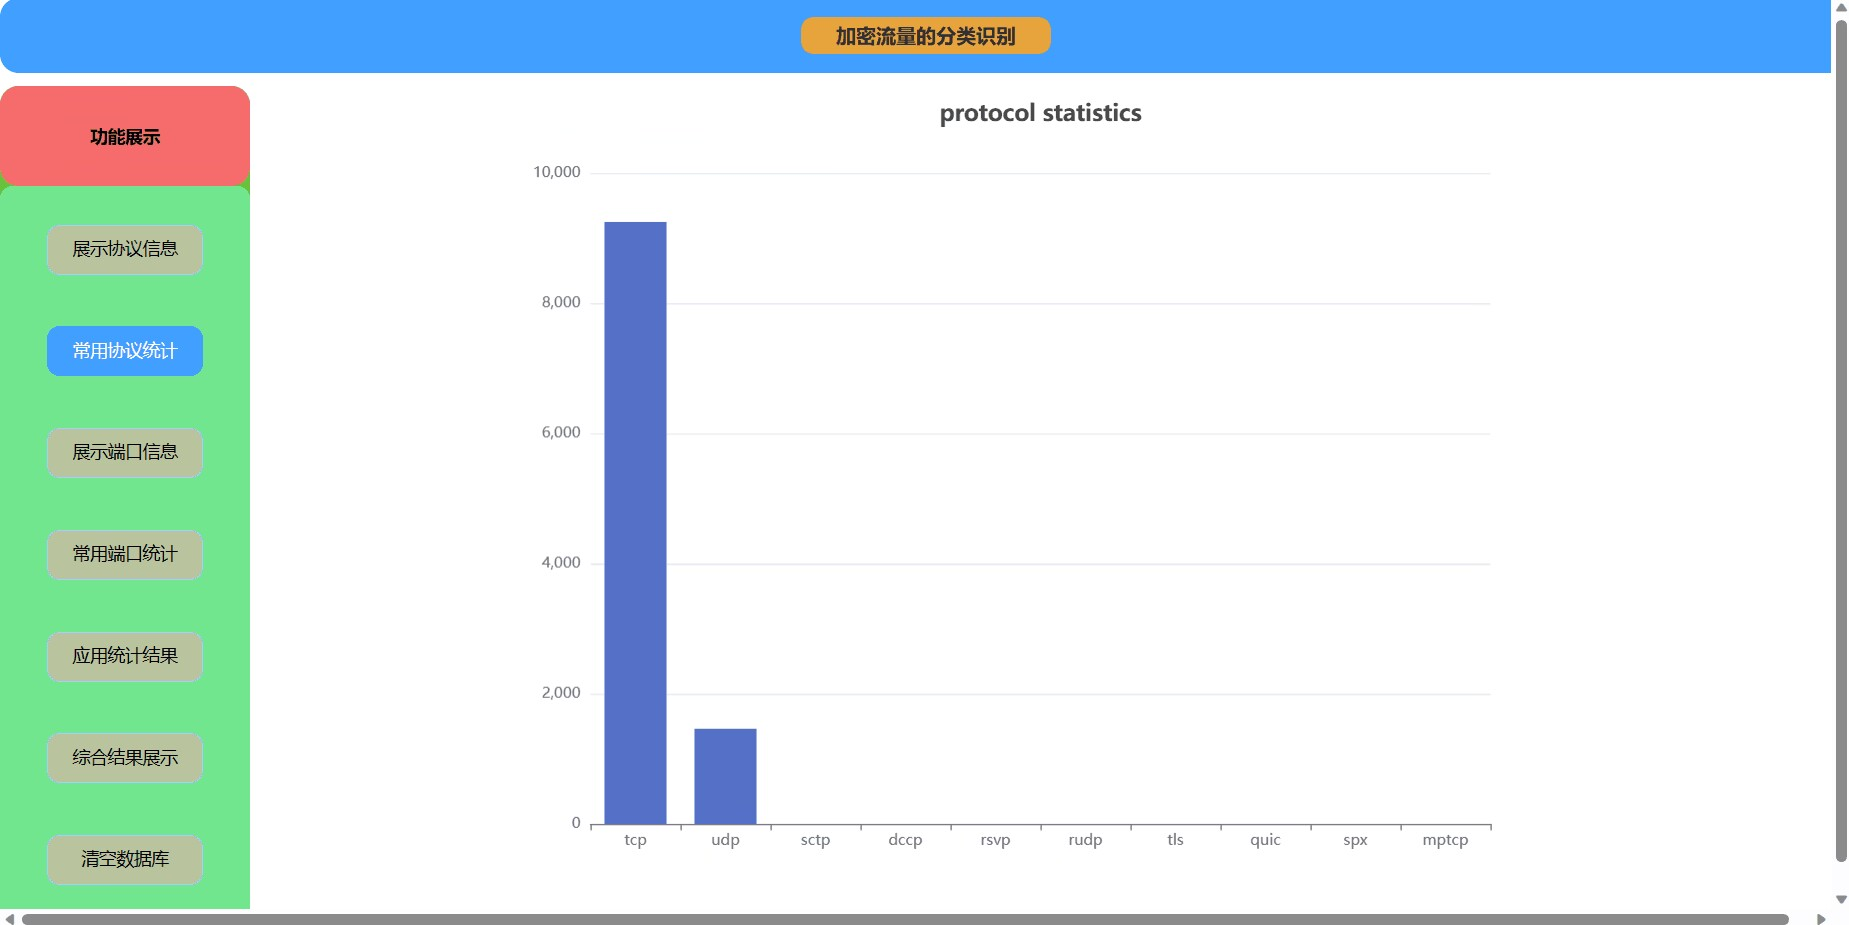 加密流量的分类识别
功能展示
展示协议信息
常用协议统计
展示端口信息
常用端口统计
应用统计结果
综合结果展示
清空数据库
protocol statistics
10,000
8,000
6,000
4,000
2,000
0
tcp udp sctp dccp rsvp rudp tls quic spx mptcp